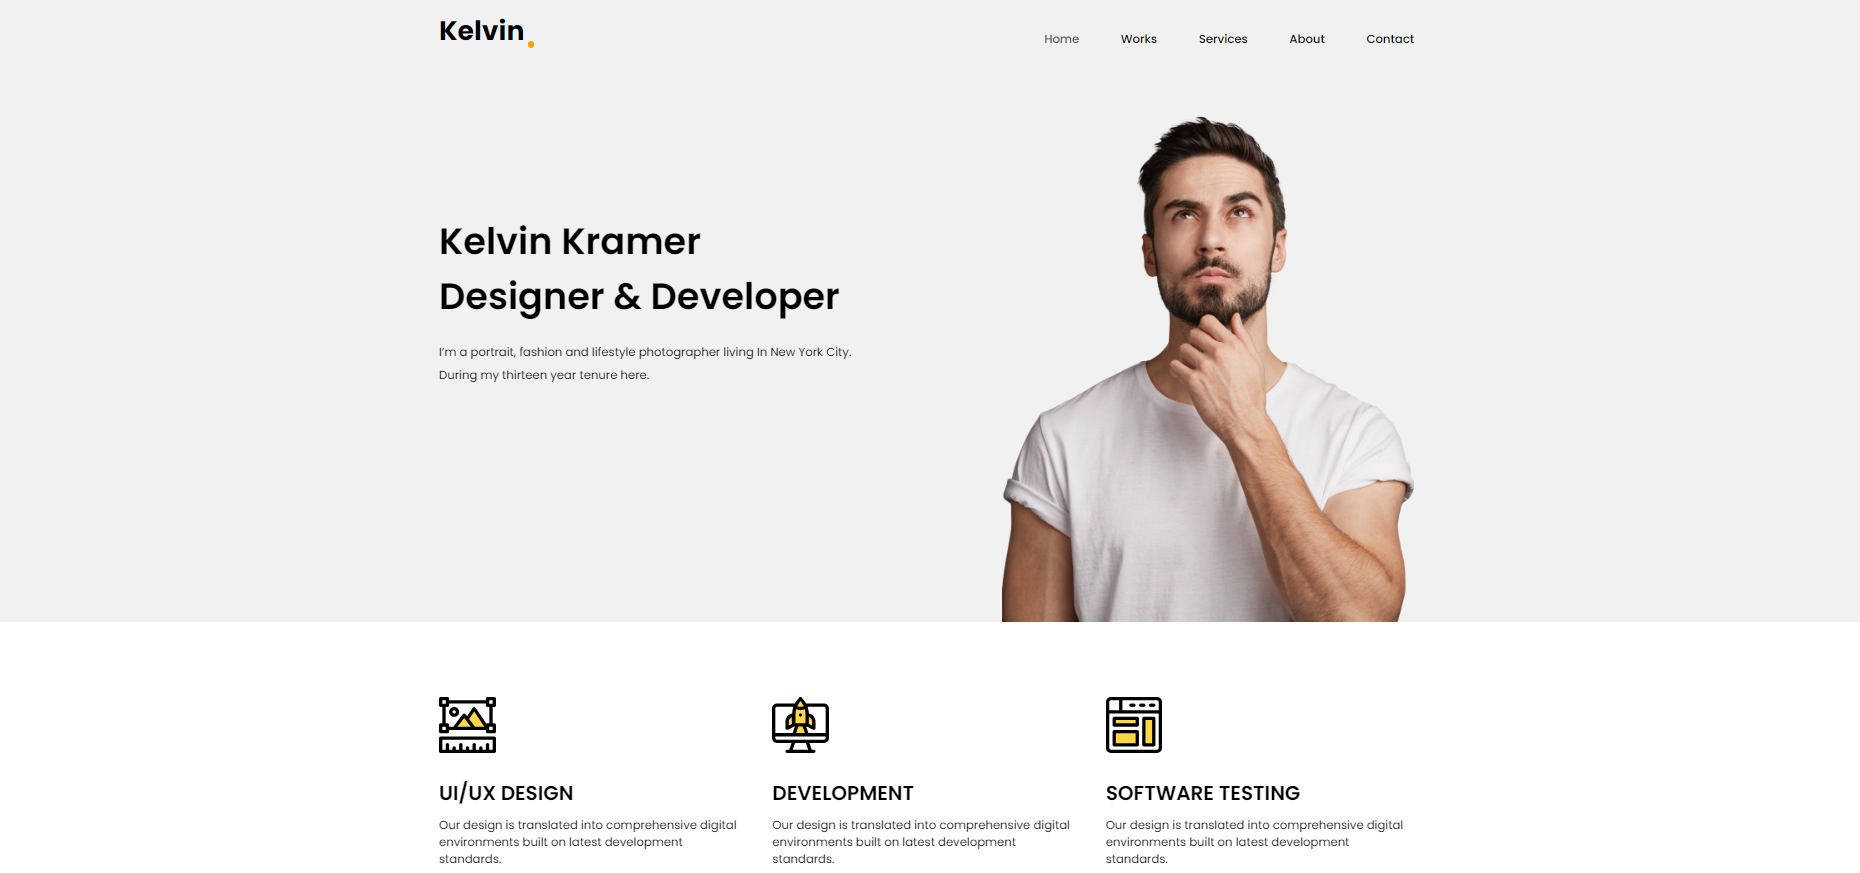 Kelvin.
Home Works Services About Contact
Kelvin Kramer
Designer & Developer
I'm a portrait, fashion and lifestyle photographer living In New York City.
During my thirteen year tenure here.
UI/UX DESIGN
Our design is translated into comprehensive digital
environments built on latest development
standards.
DEVELOPMENT
Our design is translated into comprehensive digital
environments built on latest development
standards.
SOFTWARE TESTING
Our design is translated into comprehensive digital
environments built on latest development
standards.